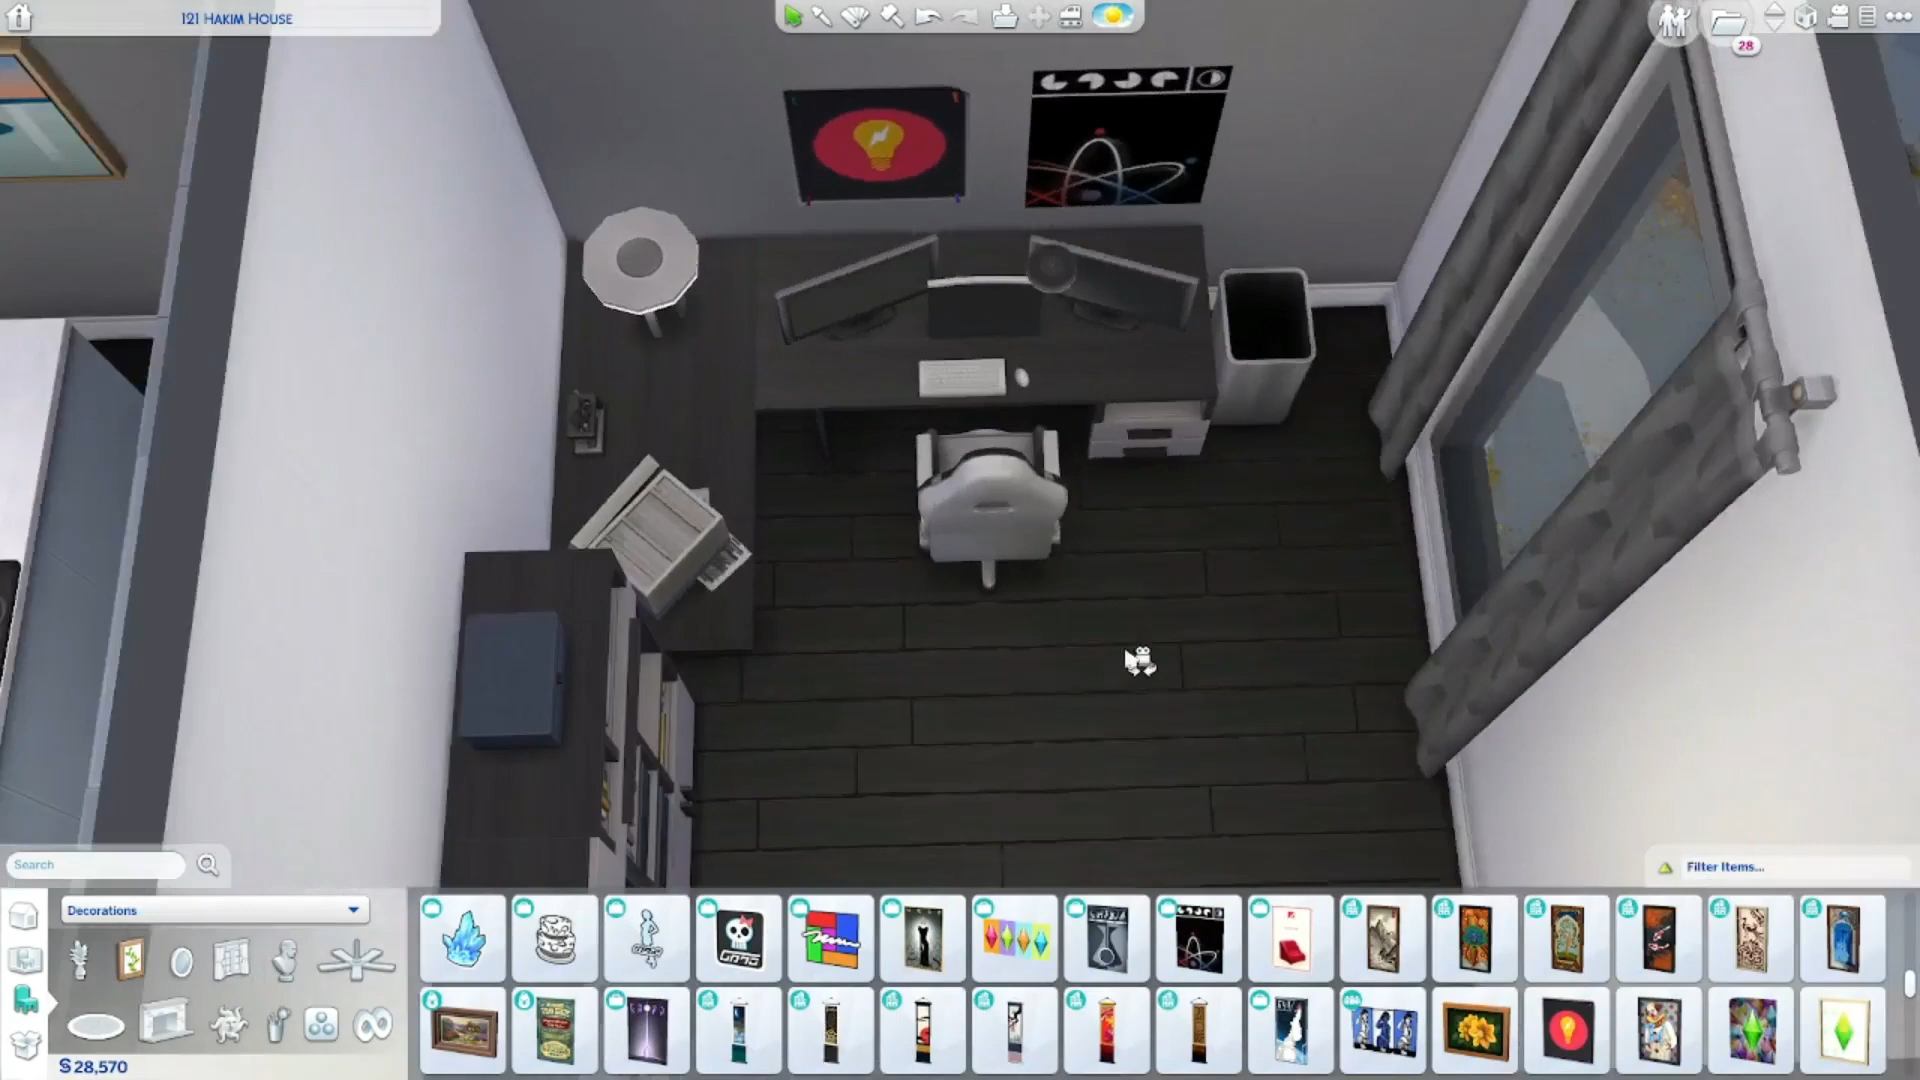 121 Hakim House
28
Search
Filter Items...
Decorations
§28,570